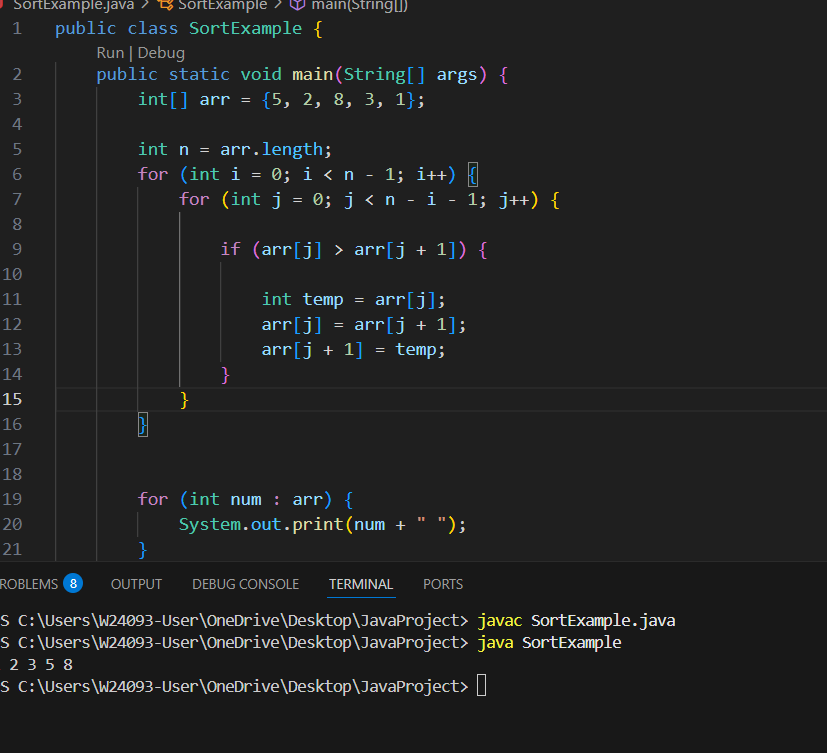 SortExample.java > SortExample > main(String[])
1 public class SortExample {
Run | Debug
2 public static void main(String[] args) {
3 int[] arr = {5, 2, 8, 3, 1};
4
5 int n = arr.length;
6 for (int i = 0; i < n - 1; i++) {
7 for (int j = 0; j < n - i - 1; j++) {
8
9 if (arr[j] > arr[j + 1]) {
10
11 int temp = arr[j];
12 arr[j] = arr[j + 1];
13 arr[j + 1] = temp;
14 }
15 }
16 }
17
18
19 for (int num : arr) {
20 System.out.print(num + " ");
21 }
ROBLEMS 8 OUTPUT DEBUG CONSOLE TERMINAL PORTS
S C:\Users\W24093-User\OneDrive\Desktop\JavaProject> javac SortExample.java
S C:\Users\W24093-User\OneDrive\Desktop\JavaProject> java SortExample
2 3 5 8
S C:\Users\W24093-User\OneDrive\Desktop\JavaProject>